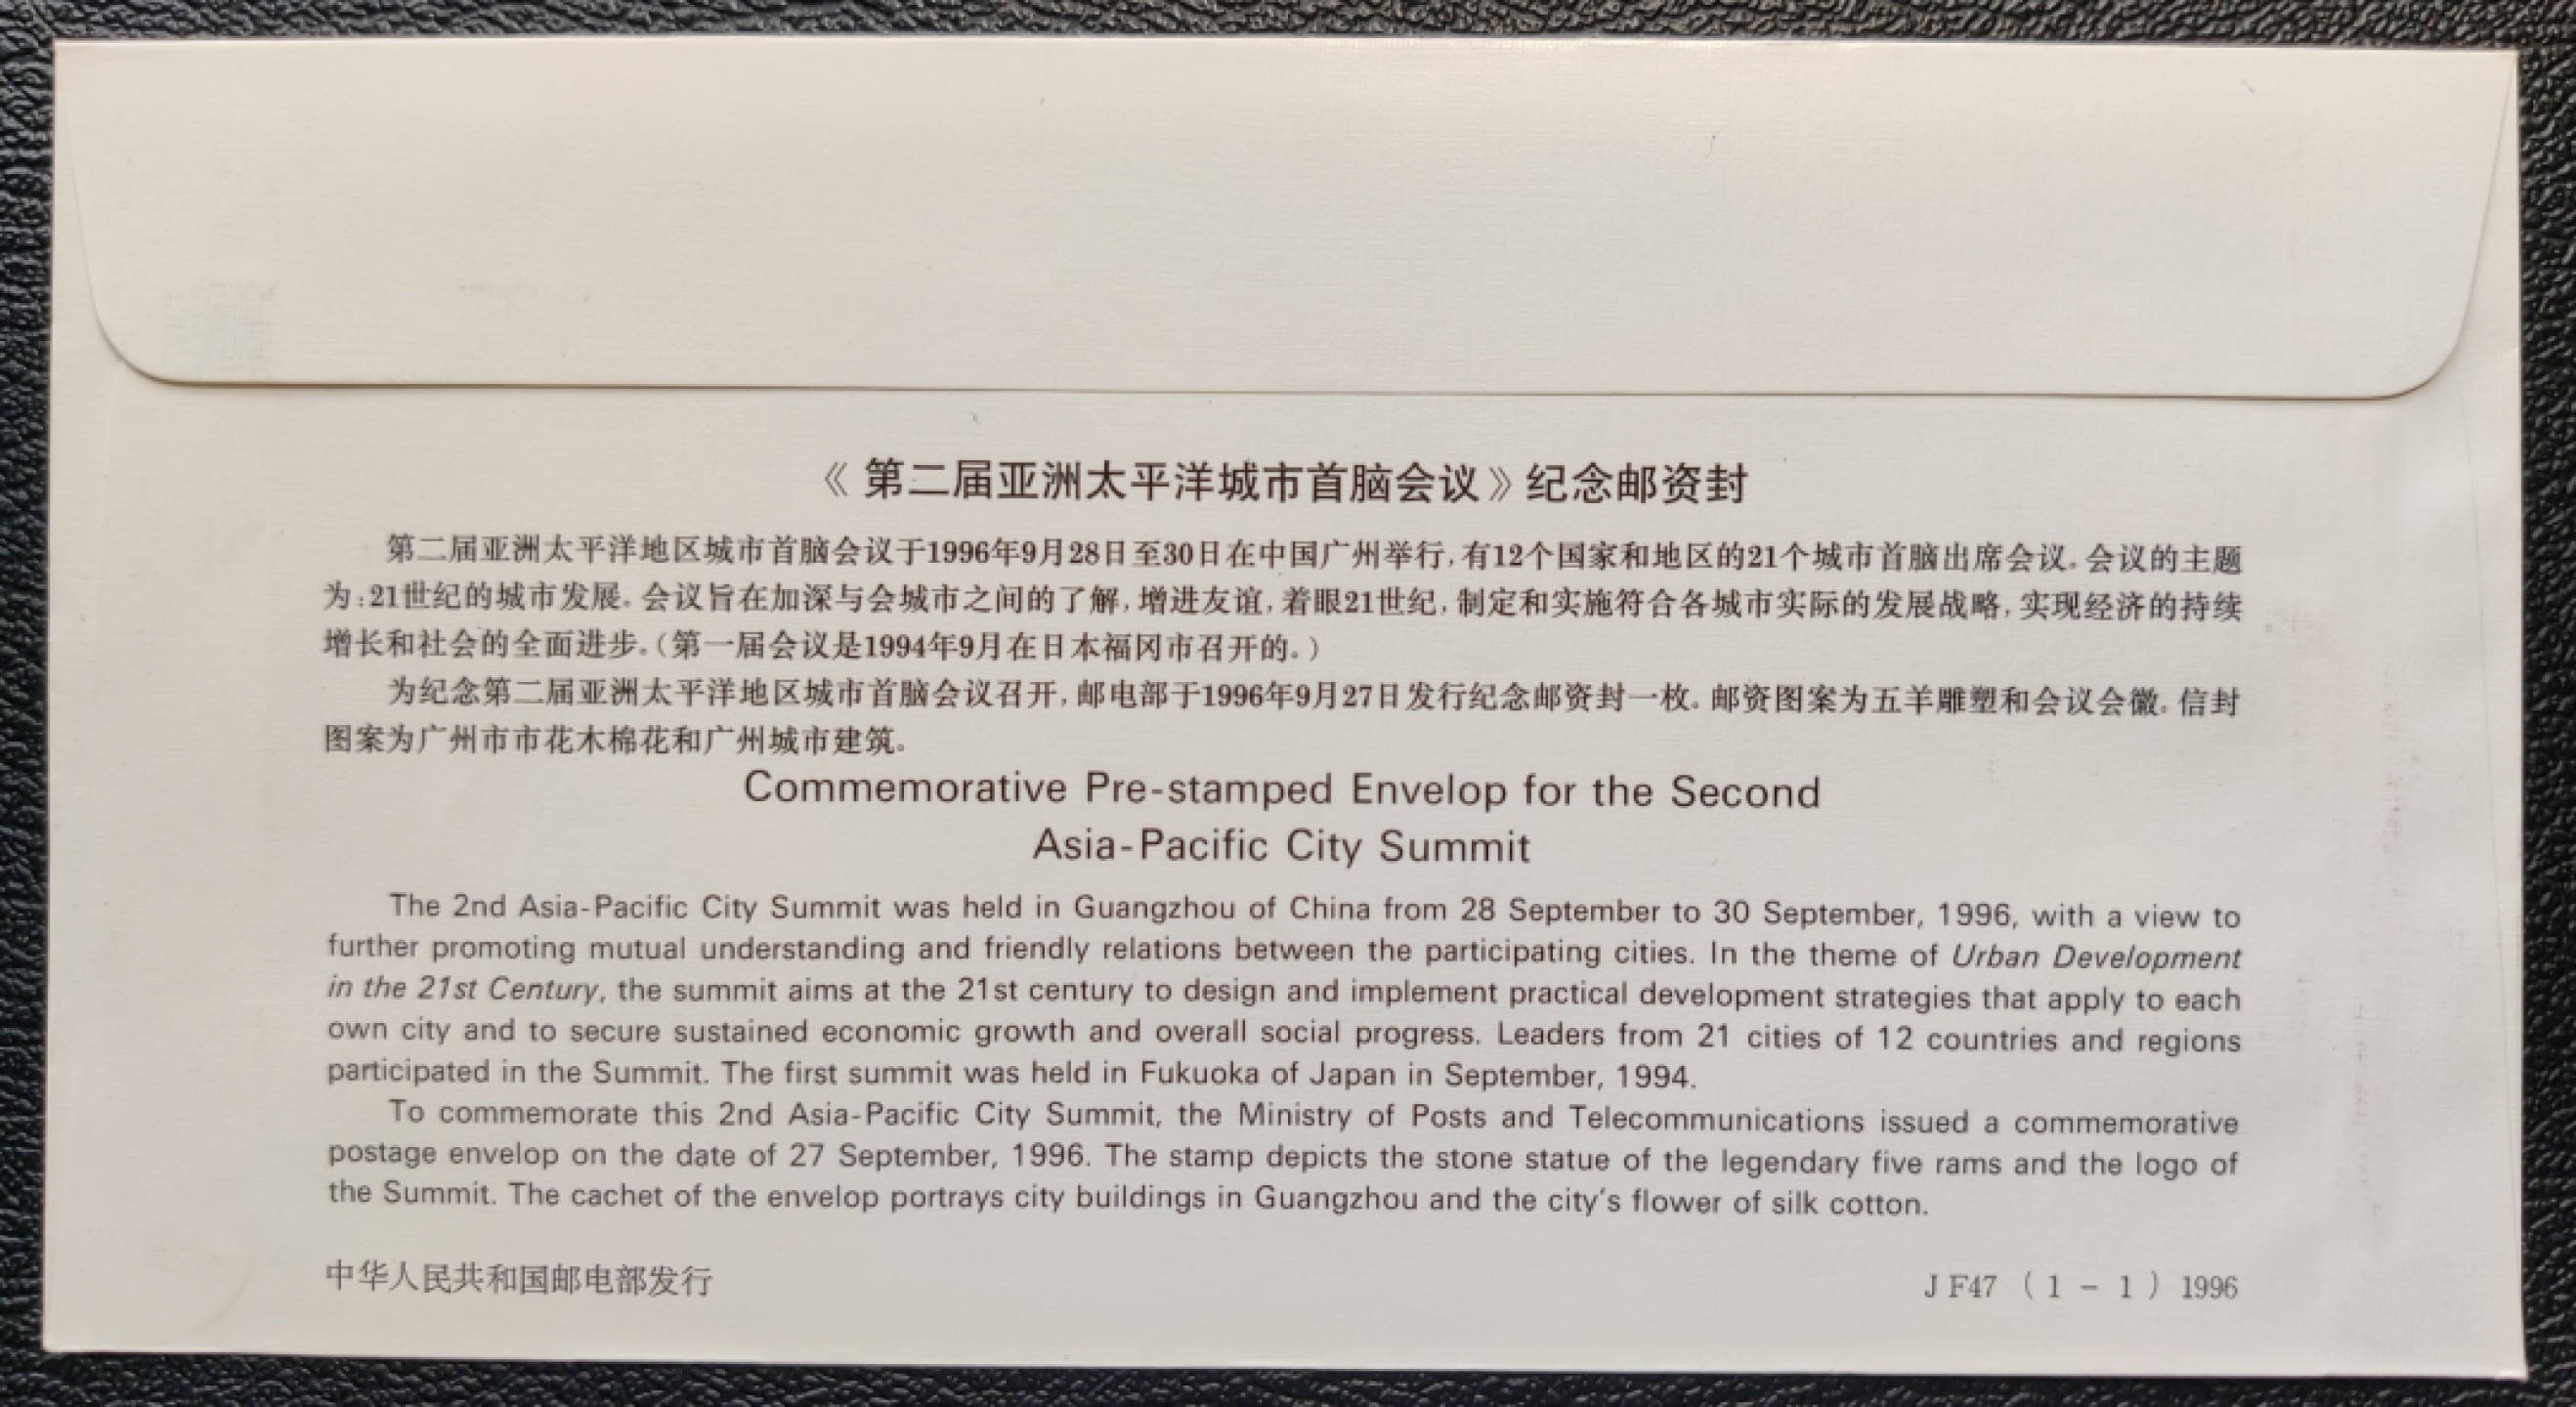 《第二届亚洲太平洋城市首脑会议》纪念邮资封
第二届亚洲太平洋地区城市首脑会议于1996年9月28日至30日在中国广州举行,有12个国家和地区的21个城市首脑出席会议。会议的主题
为:21世纪的城市发展。会议旨在加深与会城市之间的了解,增进友谊,着眼21世纪,制定和实施符合各城市实际的发展战略,实现经济的持续
增长和社会的全面进步。(第一届会议是1994年9月在日本福冈市召开的。)
为纪念第二届亚洲太平洋地区城市首脑会议召开,邮电部于1996年9月27日发行纪念邮资封一枚。邮资图案为五羊雕塑和会议会徽。信封
图案为广州市市花木棉花和广州城市建筑。
Commemorative Pre-stamped Envelop for the Second
Asia-Pacific City Summit
The 2nd Asia-Pacific City Summit was held in Guangzhou of China from 28 September to 30 September, 1996, with a view to
further promoting mutual understanding and friendly relations between the participating cities. In the theme of Urban Development
in the 21st Century, the summit aims at the 21st century to design and implement practical development strategies that apply to each
own city and to secure sustained economic growth and overall social progress. Leaders from 21 cities of 12 countries and regions
participated in the Summit. The first summit was held in Fukuoka of Japan in September, 1994.
To commemorate this 2nd Asia-Pacific City Summit, the Ministry of Posts and Telecommunications issued a commemorative
postage envelop on the date of 27 September, 1996. The stamp depicts the stone statue of the legendary five rams and the logo of
the Summit. The cachet of the envelop portrays city buildings in Guangzhou and the city's flower of silk cotton.
中华人民共和国邮电部发行
JF47 (1-1) 1996